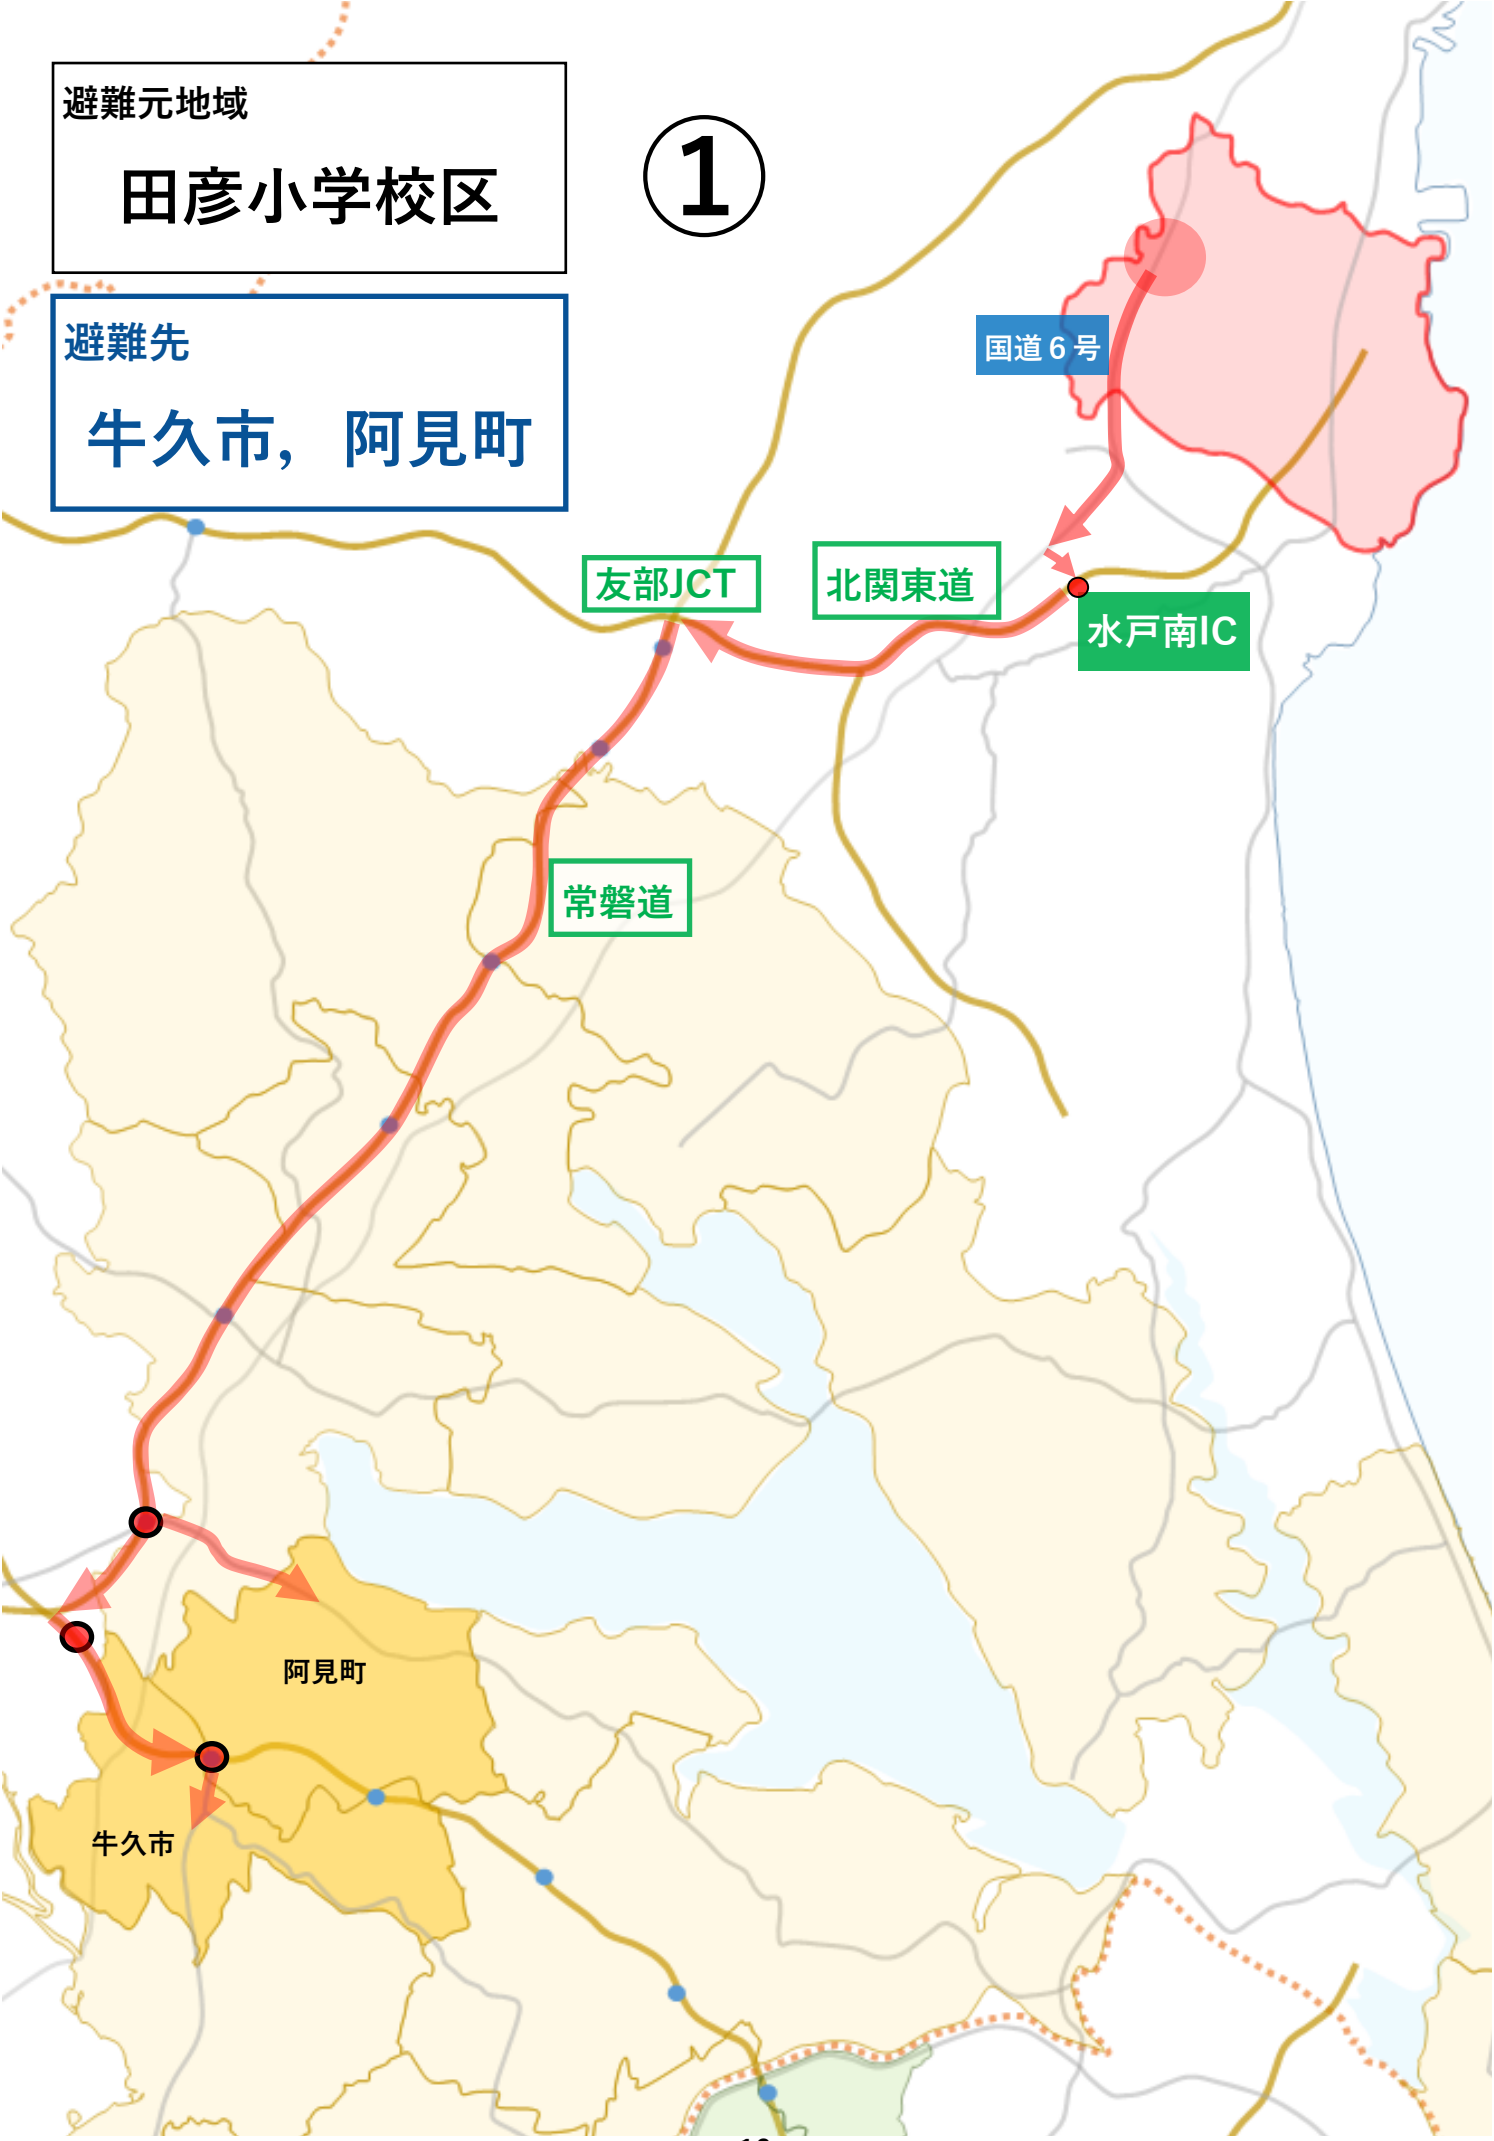 避難元地域
田彦小学校区
①
避難先
牛久市，阿見町
国道６号
友部JCT
北関東道
水戸南IC
常磐道
阿見町
牛久市